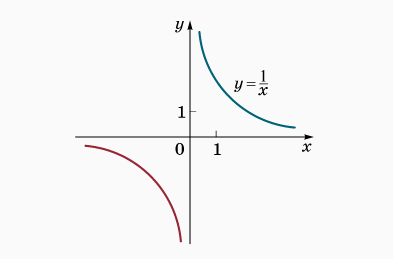 y
y = 1/x
1
0 1 x